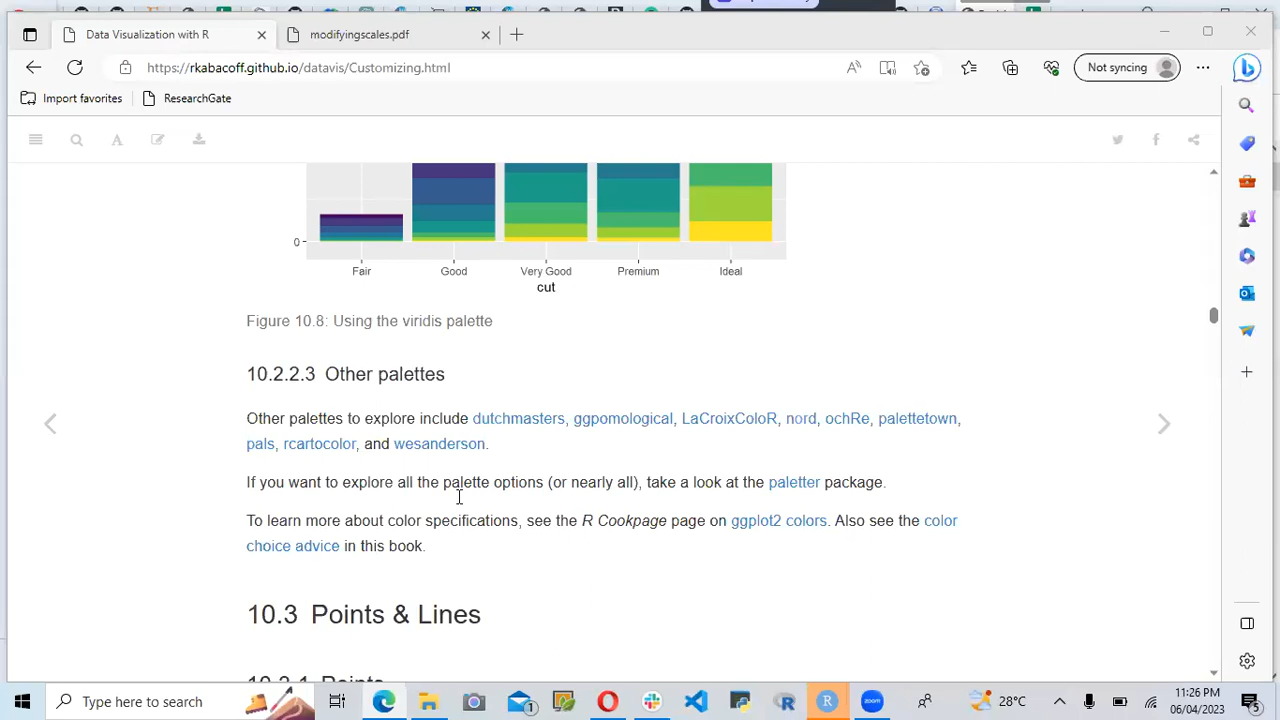 Data Visualization with R
modifyingscales.pdf
https://rkabacoff.github.io/datavis/Customizing.html
Not syncing
Import favorites
ResearchGate
0
Fair
Good
Very Good
Premium
Ideal
cut
Figure 10.8: Using the viridis palette
10.2.2.3 Other palettes
Other palettes to explore include dutchmasters, ggpomological, LaCroixColoR, nord, ochRe, palettetown,
pals, rcartocolor, and wesanderson.
If you want to explore all the palette options (or nearly all), take a look at the paletter package.
To learn more about color specifications, see the R Cookpage page on ggplot2 colors. Also see the color
choice advice in this book.
10.3 Points & Lines
10.3.1 Points
Type here to search
28°C
11:26 PM
06/04/2023